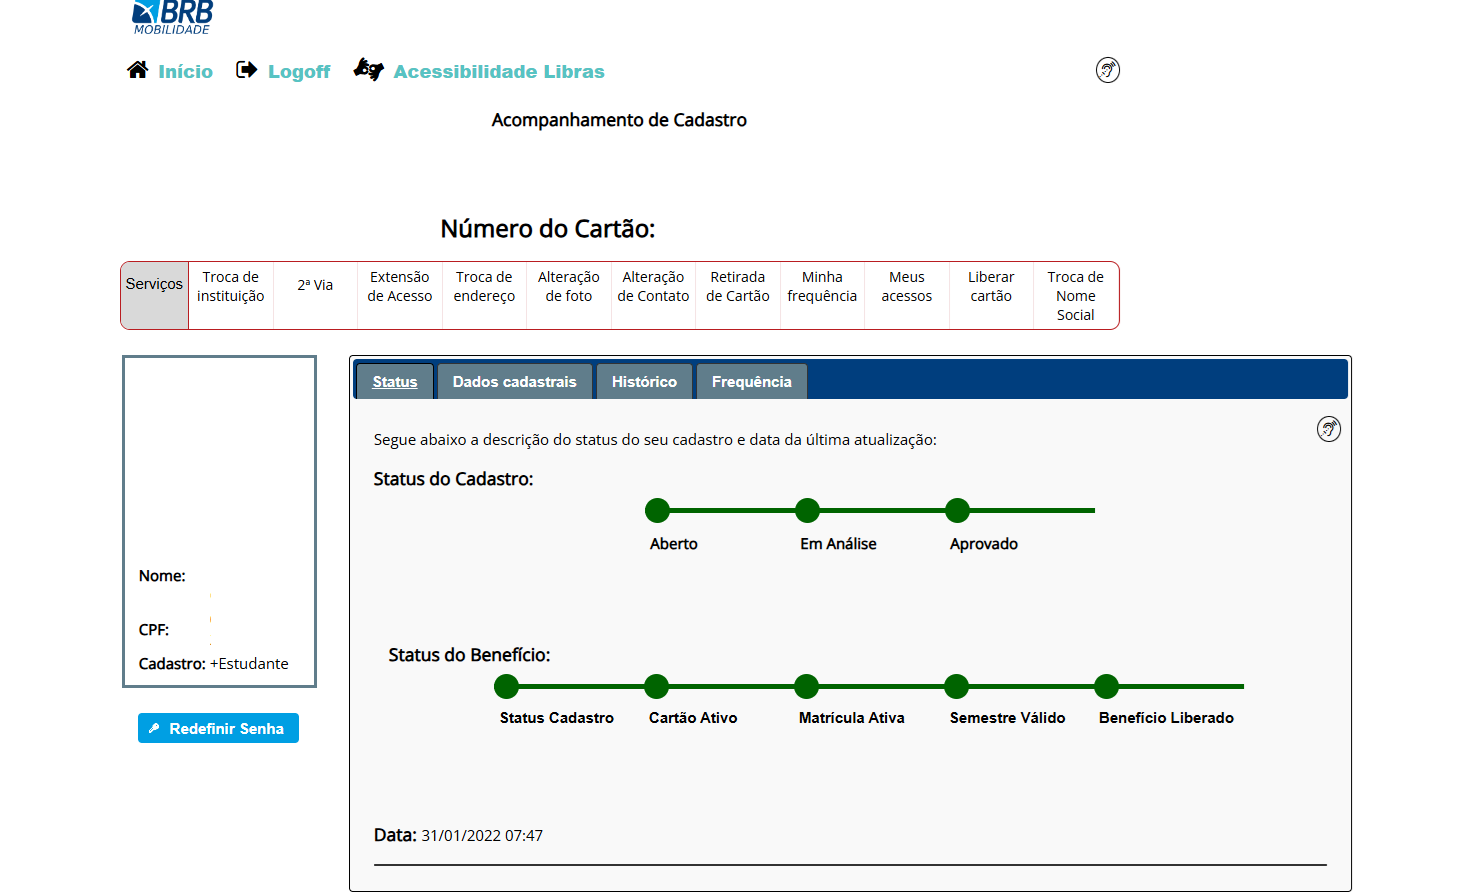 BRB
MOBILIDADE
Início Logoff Acessibilidade Libras
Acompanhamento de Cadastro
Número do Cartão:
Serviços
Troca de
instituição
2ª Via
Extensão
de Acesso
Troca de
endereço
Alteração
de foto
Alteração
de Contato
Retirada
de Cartão
Minha
frequência
Meus
acessos
Liberar
cartão
Troca de
Nome
Social
Nome:
CPF:
Cadastro: +Estudante
Redefinir Senha
Status Dados cadastrais Histórico Frequência
Segue abaixo a descrição do status do seu cadastro e data da última atualização:
Status do Cadastro:
Aberto Em Análise Aprovado
Status do Benefício:
Status Cadastro Cartão Ativo Matrícula Ativa Semestre Válido Benefício Liberado
Data: 31/01/2022 07:47